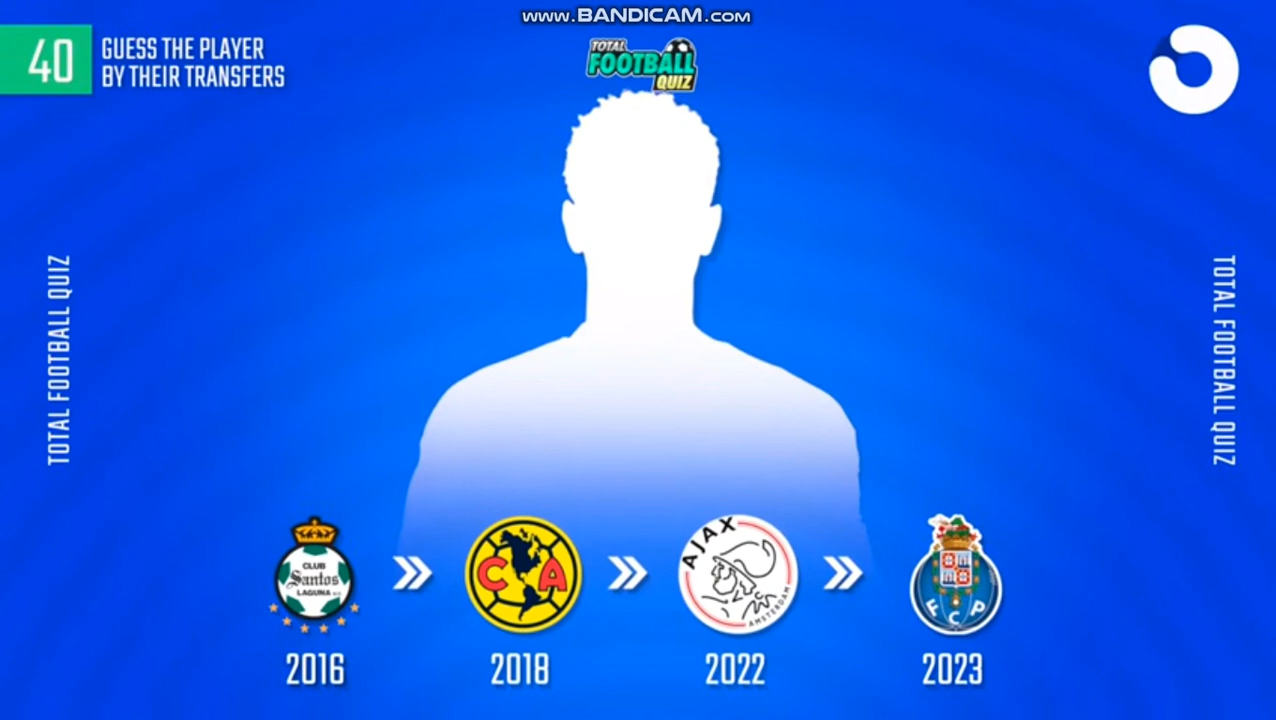 www.BANDICAM.com
40
GUESS THE PLAYER
BY THEIR TRANSFERS
TOTAL
FOOTBALL
QUIZ
TOTAL FOOTBALL QUIZ
TOTAL FOOTBALL QUIZ
CLUB
Santos
LAGUNA
CA
AJAX
AMSTERDAM
FCP
2016
2018
2022
2023